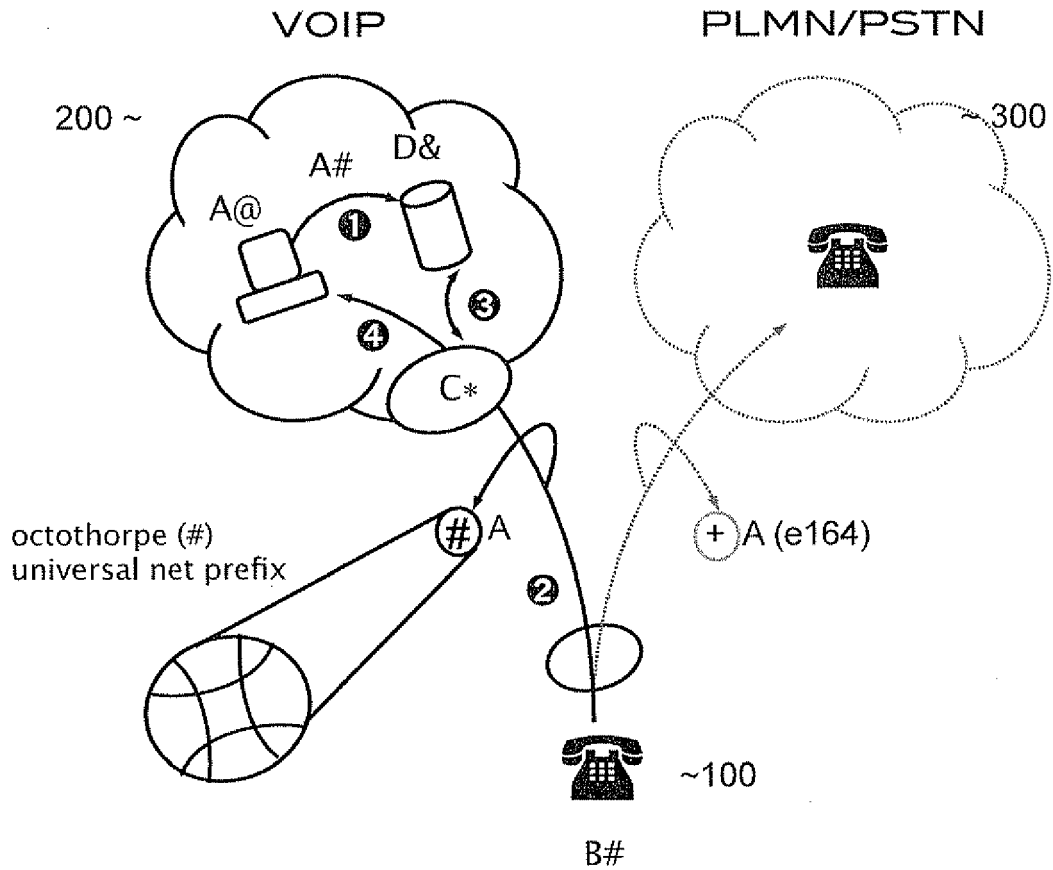 VOIP
PLMN/PSTN
200 ~
~ 300
D&
A#
A@
1
3
4
C*
octothorpe (#)
universal net prefix
# A
+ A (e164)
2
~100
B#